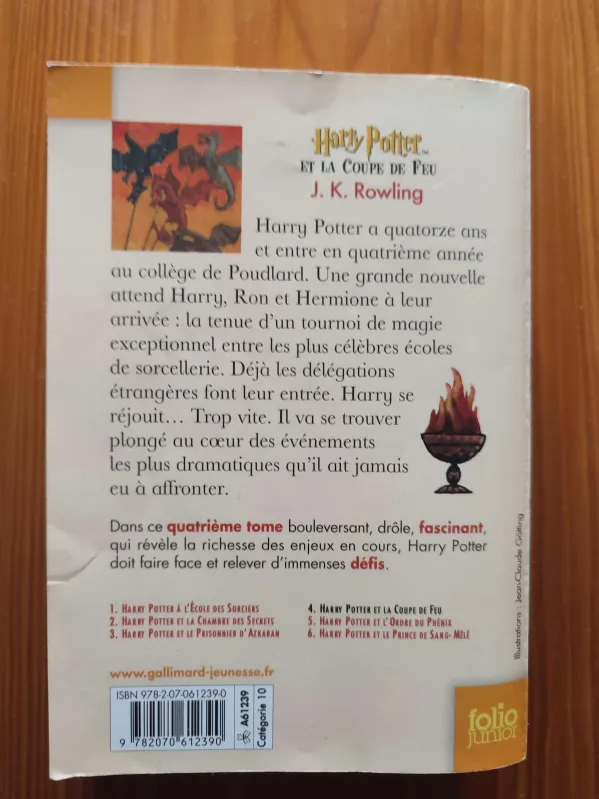 Harry Potter™
ET LA COUPE DE FEU
J. K. Rowling
Harry Potter a quatorze ans
et entre en quatrième année
au collège de Poudlard. Une grande nouvelle
attend Harry, Ron et Hermione à leur
arrivée : la tenue d'un tournoi de magie
exceptionnel entre les plus célèbres écoles
de sorcellerie. Déjà les délégations
étrangères font leur entrée. Harry se
réjouit… Trop vite. Il va se trouver
plongé au cœur des événements
les plus dramatiques qu'il ait jamais
eu à affronter.
Dans ce quatrième tome bouleversant, drôle, fascinant,
qui révèle la richesse des enjeux en cours, Harry Potter
doit faire face et relever d'immenses défis.
1. HARRY POTTER À L'ÉCOLE DES SORCIERS
2. HARRY POTTER ET LA CHAMBRE DES SECRETS
3. HARRY POTTER ET LE PRISONNIER D'AZKABAN
4. HARRY POTTER ET LA COUPE DE FEU
5. HARRY POTTER ET L'ORDRE DU PHÉNIX
6. HARRY POTTER ET LE PRINCE DE SANG-MÊLÉ
Illustrations : Jean-Claude Götting
www.gallimard-jeunesse.fr
ISBN 978-2-07-061239-0
9 782070 612390
A61239
Catégorie 10
folio
junior